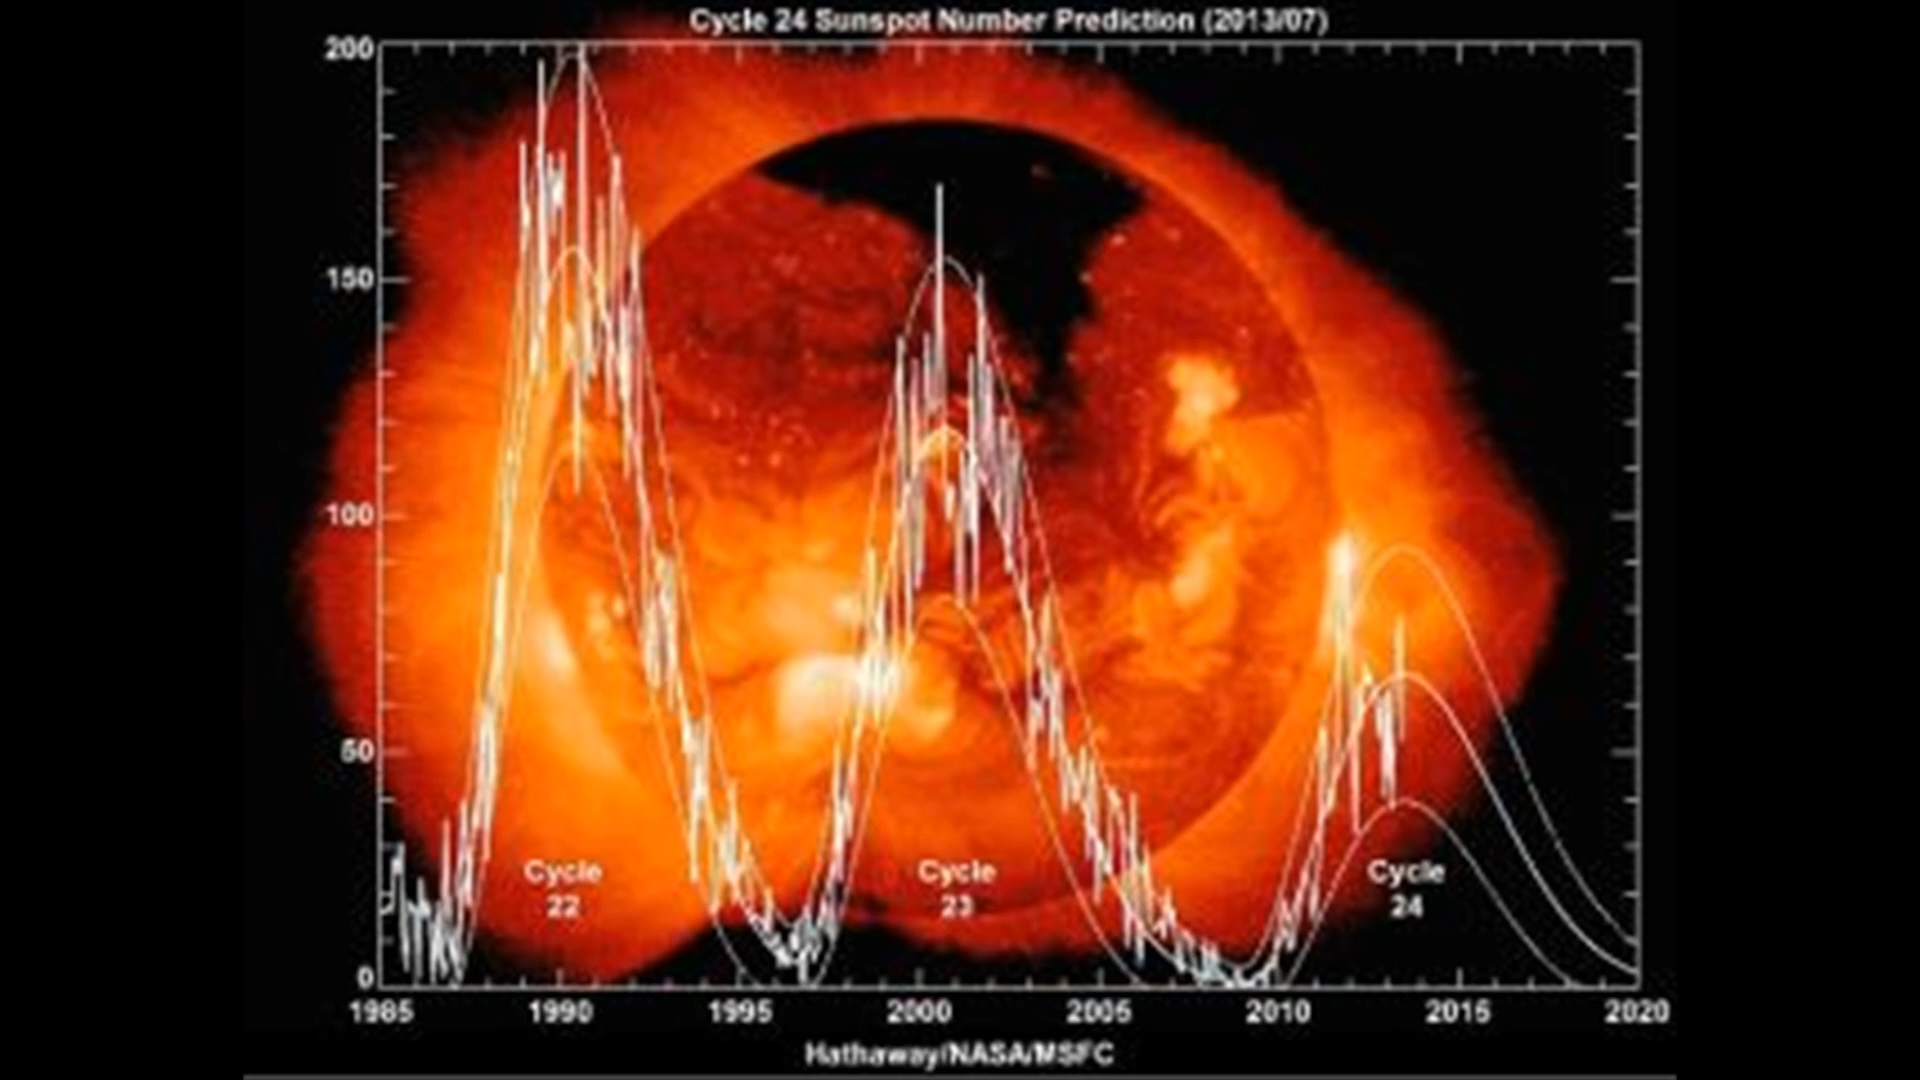 Cycle 24 Sunspot Number Prediction (2013/07)
200
150
100
50
0
Cycle
22
Cycle
23
Cycle
24
1985 1990 1995 2000 2005 2010 2015 2020
Hathaway/NASA/MSFC